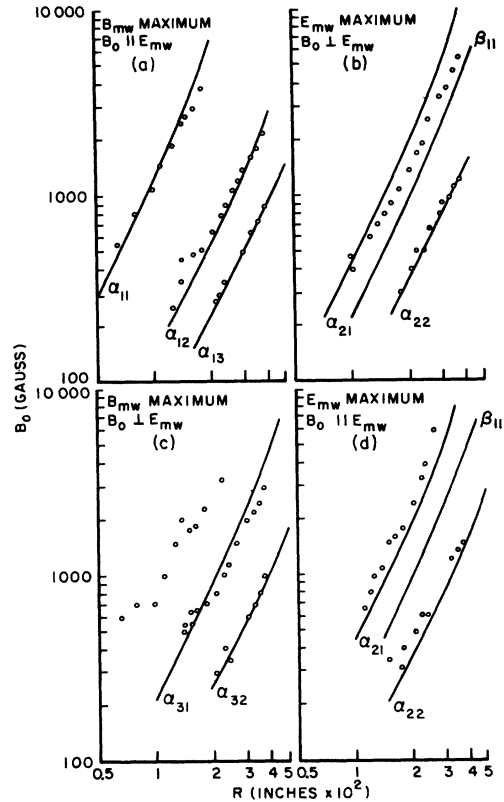 10 000
B_mw MAXIMUM
B_0 ∥ E_mw
(a)
E_mw MAXIMUM
B_0 ⊥ E_mw
(b)
β_11
1000
α_11
α_12
α_13
α_21
α_22
100
B_0 (GAUSS)
10 000
B_mw MAXIMUM
B_0 ⊥ E_mw
(c)
E_mw MAXIMUM
B_0 ∥ E_mw
(d)
β_11
1000
α_31
α_32
α_21
α_22
100
0.5 1 2 3 4 5 0.5 1 2 3 4 5
R (INCHES x 10^2)